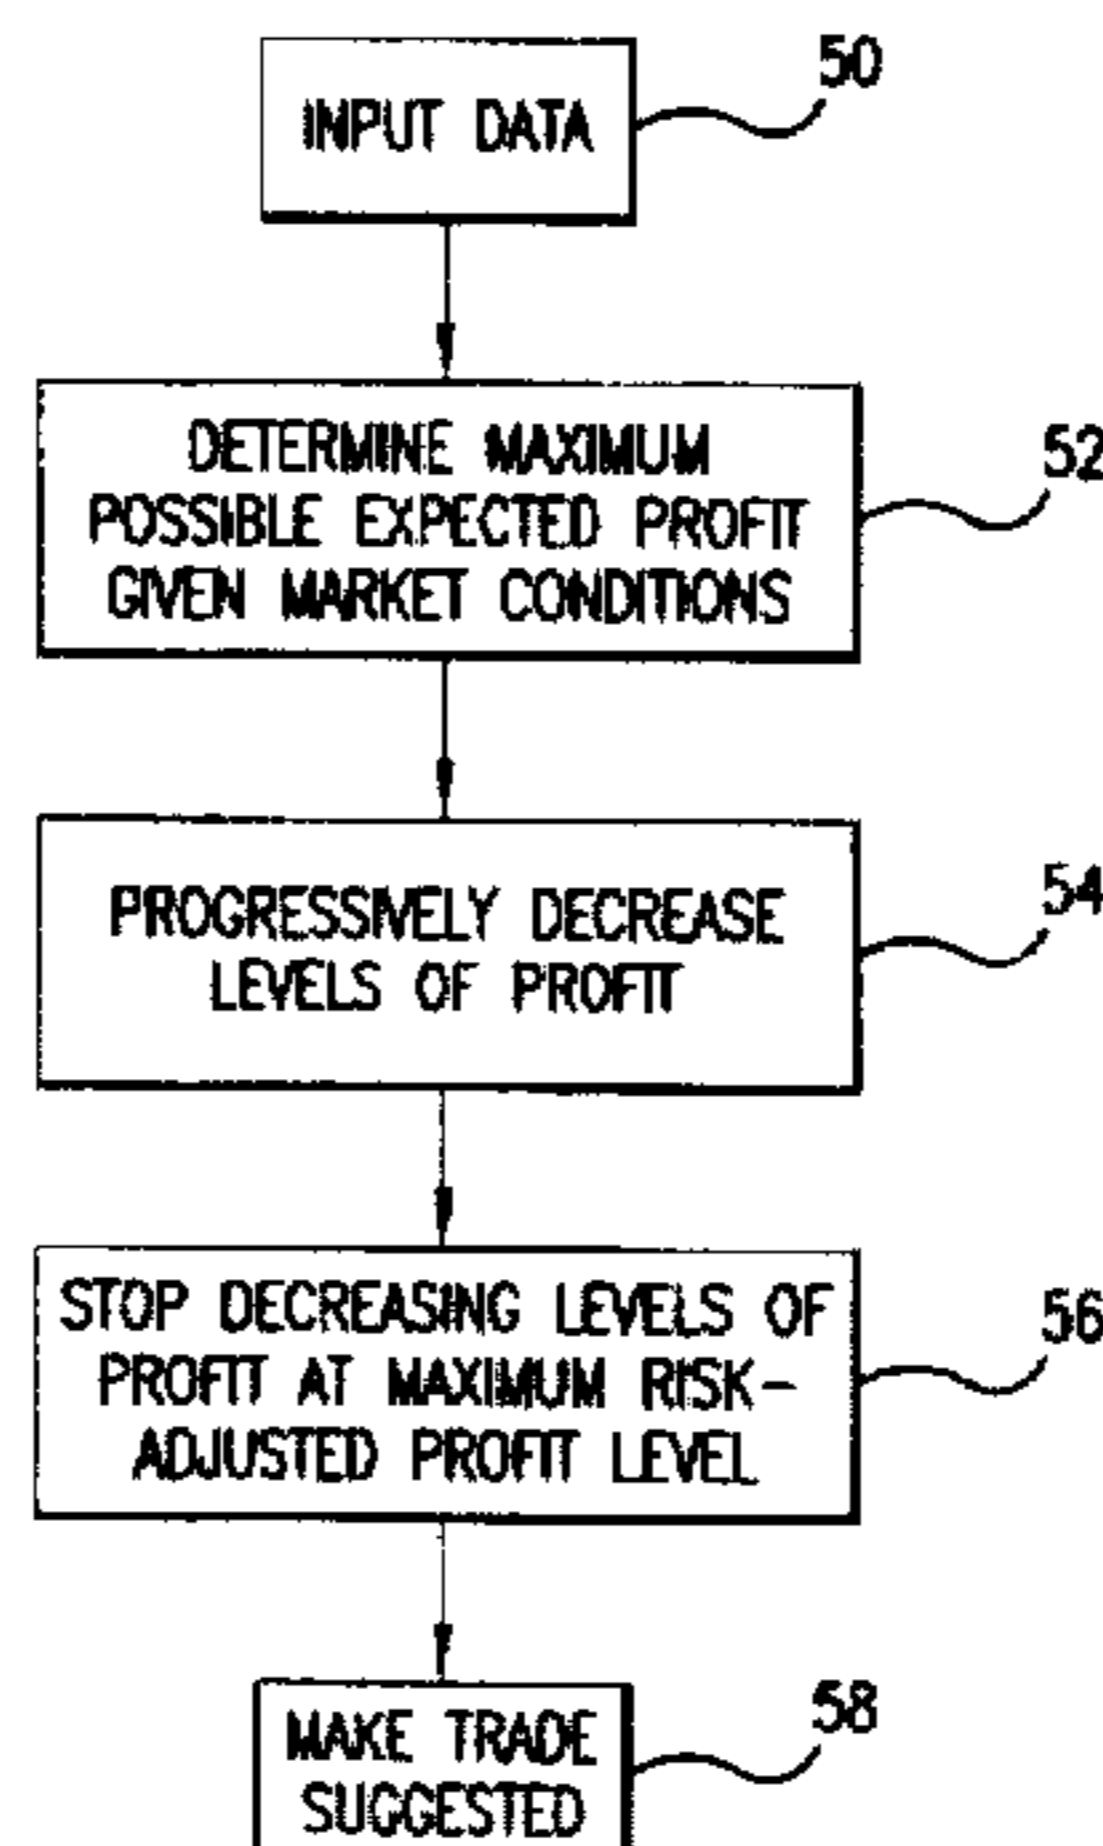 50
INPUT DATA
52
DETERMINE MAXIMUM
POSSIBLE EXPECTED PROFIT
GIVEN MARKET CONDITIONS
54
PROGRESSIVELY DECREASE
LEVELS OF PROFIT
56
STOP DECREASING LEVELS OF
PROFIT AT MAXIMUM RISK-
ADJUSTED PROFIT LEVEL
58
MAKE TRADE
SUGGESTED